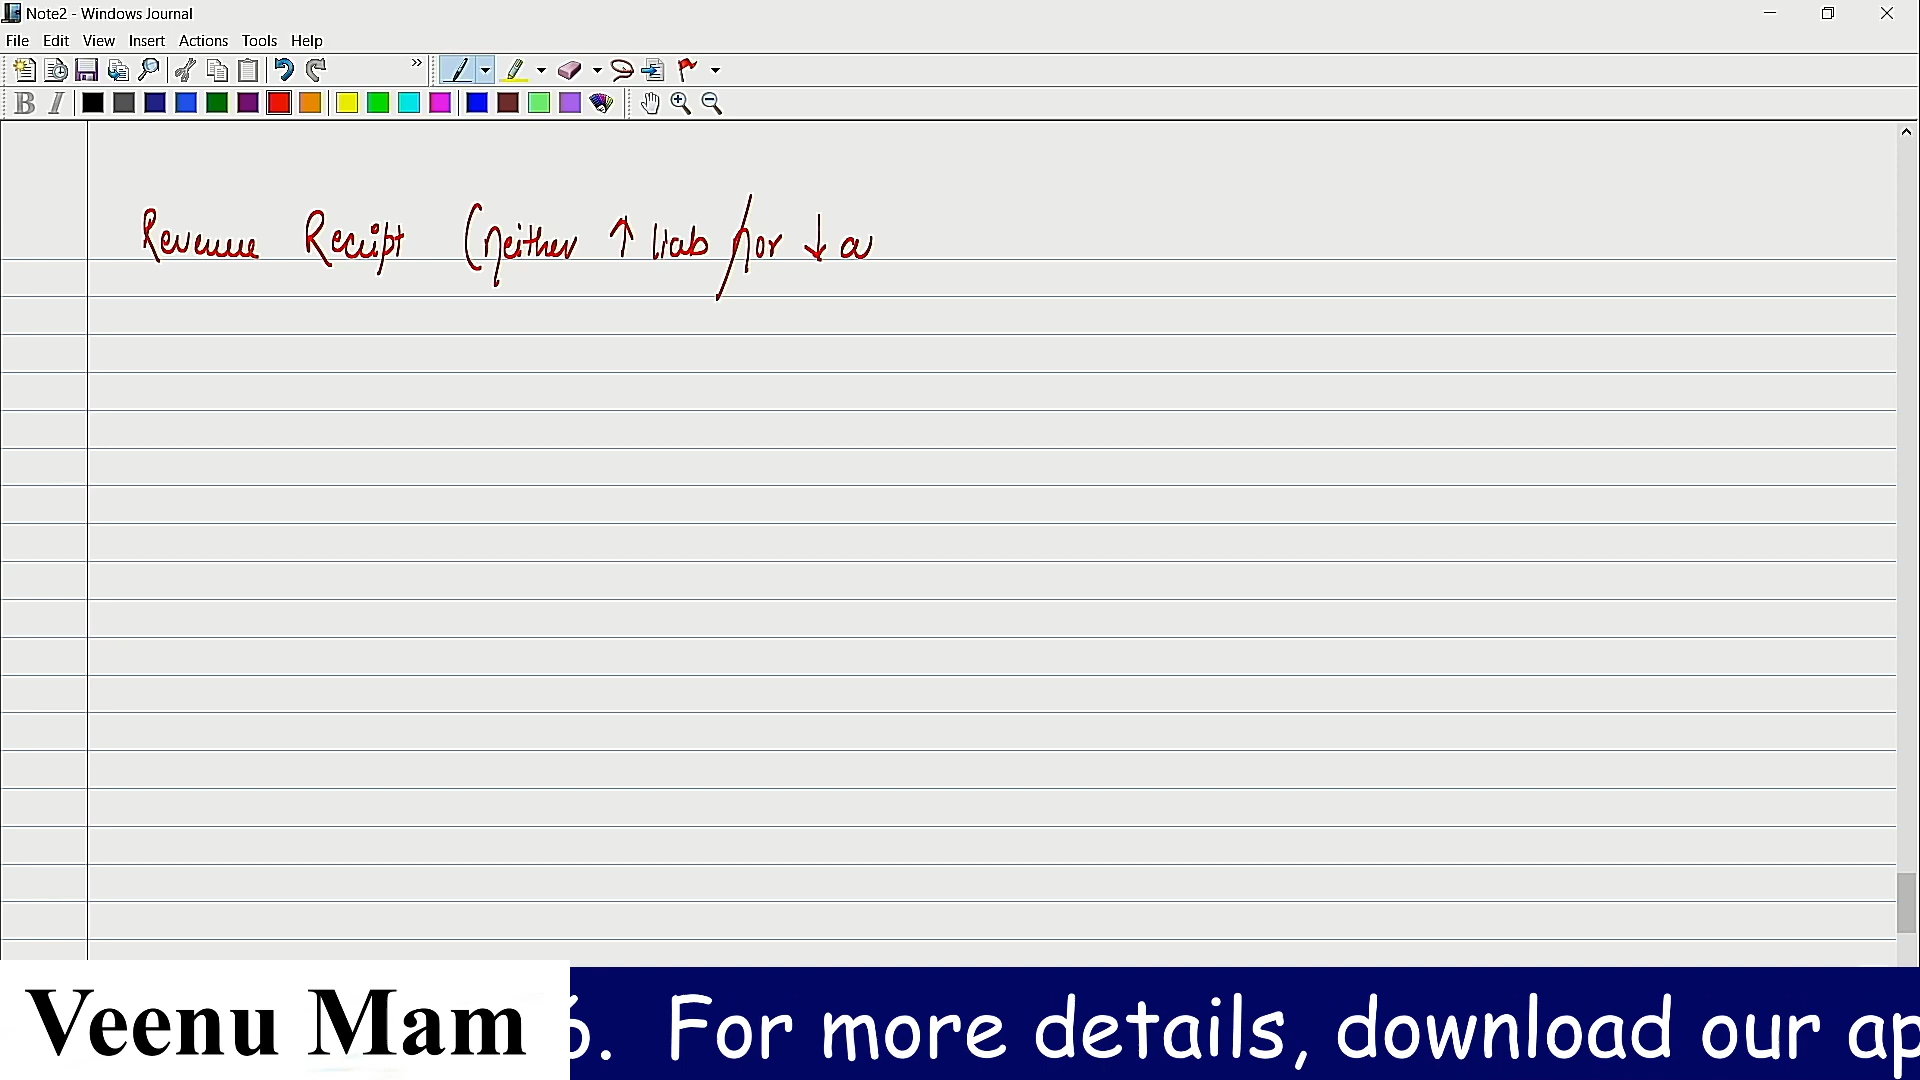 Note2 - Windows Journal
File Edit View Insert Actions Tools Help
B I
Revenue Receipt (neither ↑ liab / nor ↓ a
Veenu Mam
6. For more details, download our ap